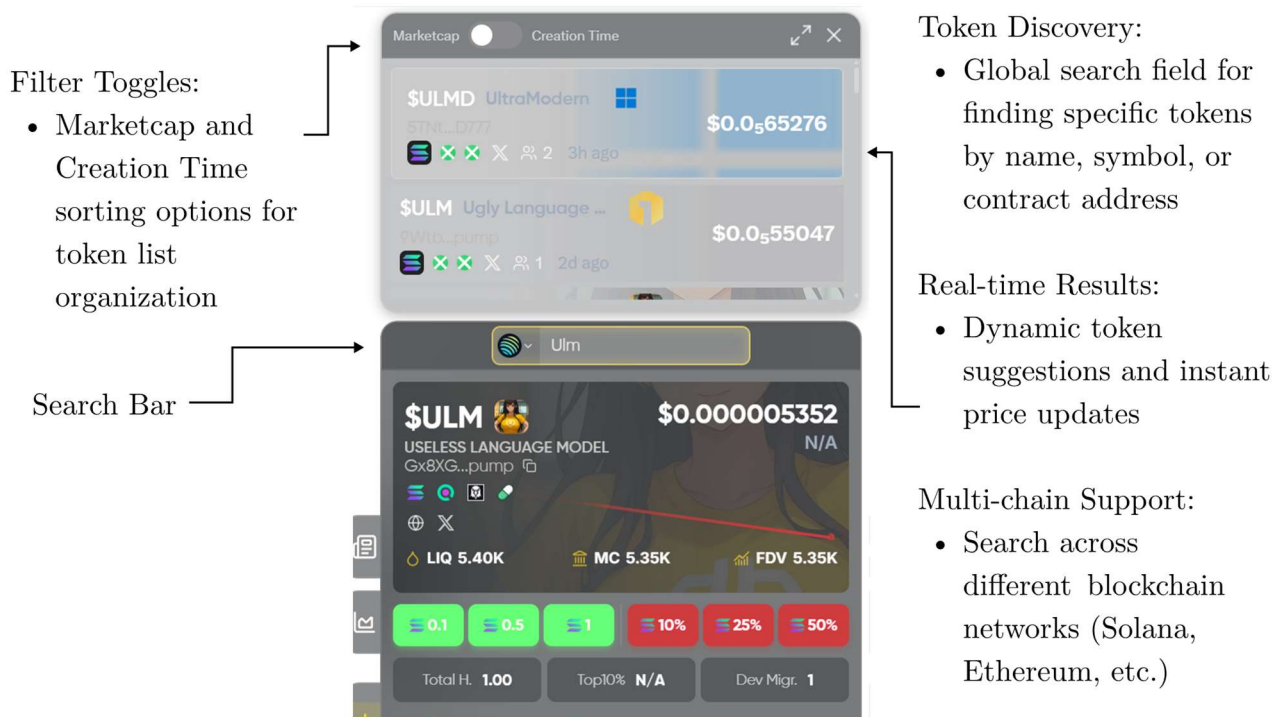 Filter Toggles:
• Marketcap and
Creation Time
sorting options for
token list
organization
Search Bar
Marketcap
Creation Time
$ULMD UltraModern
5TNt...D777
$0.0₅65276
2 3h ago
$ULM Ugly Language ...
9Wtu...pump
$0.0₅55047
1 2d ago
Ulm
$ULM
$0.000005352
N/A
USELESS LANGUAGE MODEL
Gx8XG...pump
LIQ 5.40K
MC 5.35K
FDV 5.35K
0.1 0.5 1 10% 25% 50%
Total H. 1.00
Top10% N/A
Dev Migr. 1
Token Discovery:
• Global search field for
finding specific tokens
by name, symbol, or
contract address
Real-time Results:
• Dynamic token
suggestions and instant
price updates
Multi-chain Support:
• Search across
different blockchain
networks (Solana,
Ethereum, etc.)